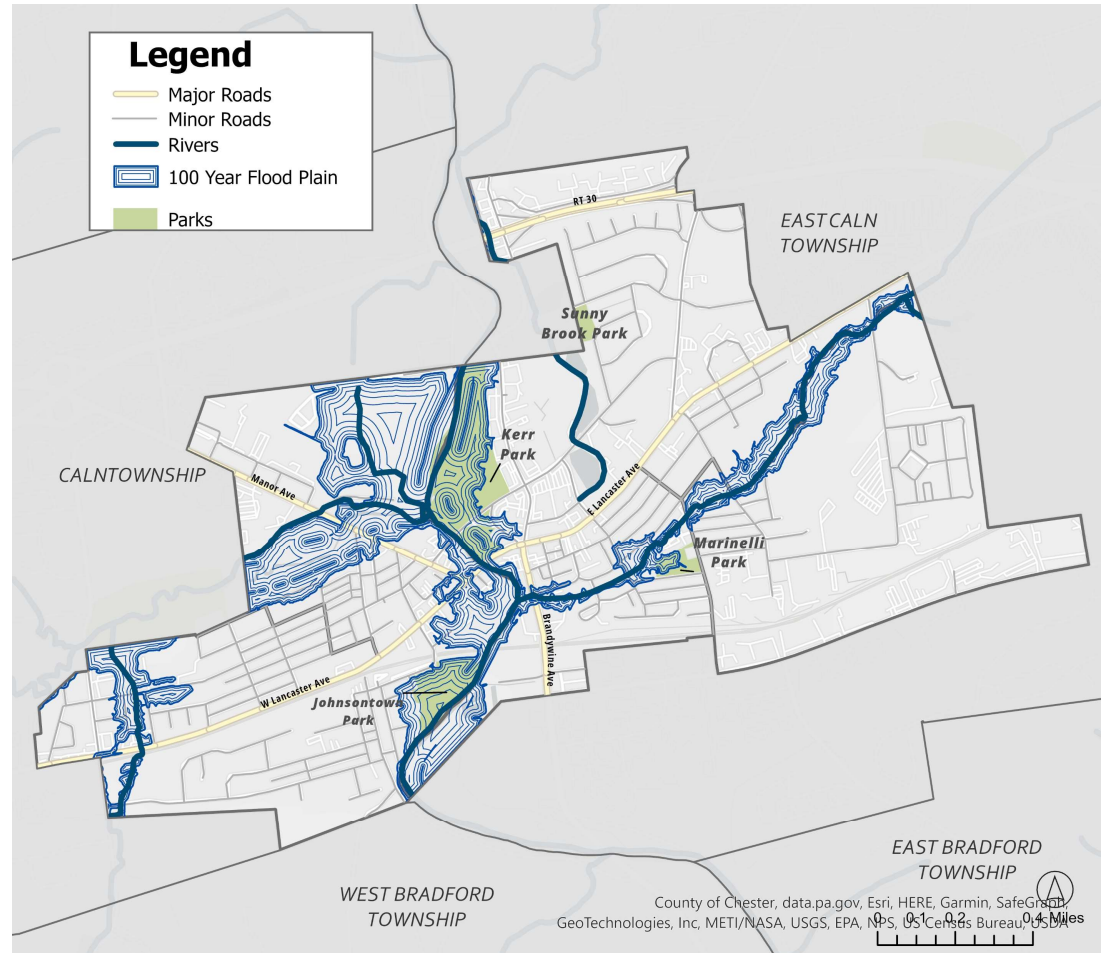 Legend
Major Roads
Minor Roads
Rivers
100 Year Flood Plain
Parks
RT 30
EAST CALN
TOWNSHIP
Sunny
Brook Park
Kerr
Park
CALNTOWNSHIP
Manor Ave
E Lancaster Ave
Marinelli
Park
Brandywine Ave
W Lancaster Ave
Johnsontown
Park
WEST BRADFORD
TOWNSHIP
EAST BRADFORD
TOWNSHIP
County of Chester, data.pa.gov, Esri, HERE, Garmin, SafeGraph,
GeoTechnologies, Inc, METI/NASA, USGS, EPA, NPS, US Census Bureau, USDA
0 0.1 0.2 0.4 Miles